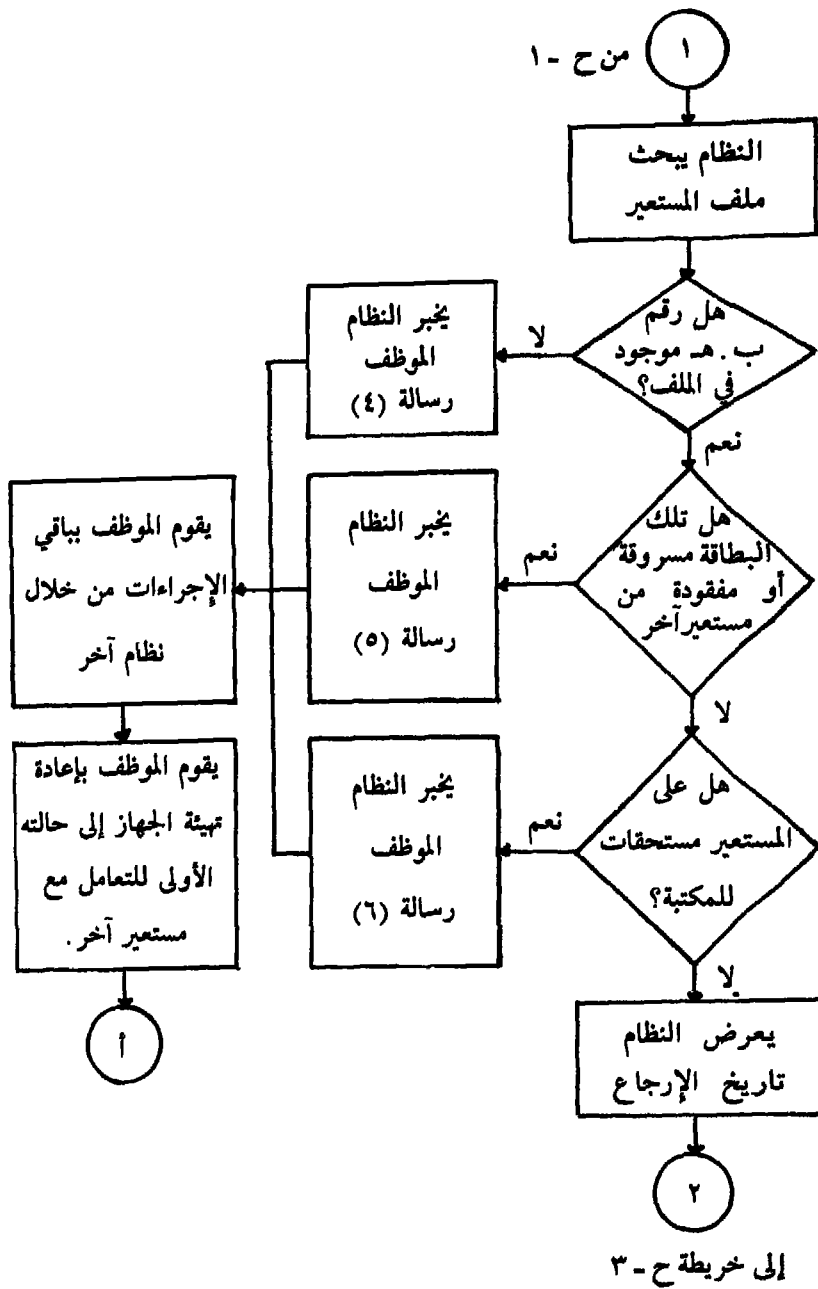 ١
من ح - ١
النظام يبحث
ملف المستعير
هل رقم
ب . هـ موجود
في الملف؟
لا
يخبر النظام
الموظف
رسالة (٤)
نعم
هل تلك
البطاقة مسروقة
أو مفقودة من
مستعير آخر
نعم
يخبر النظام
الموظف
رسالة (٥)
يقوم الموظف بباقي
الإجراءات من خلال
نظام آخر
لا
هل على
المستعير مستحقات
للمكتبة؟
نعم
يخبر النظام
الموظف
رسالة (٦)
يقوم الموظف بإعادة
تهيئة الجهاز إلى حالته
الأولى للتعامل مع
مستعير آخر .
أ
لا
يعرض النظام
تاريخ الإرجاع
٢
إلى خريطة ح - ٣